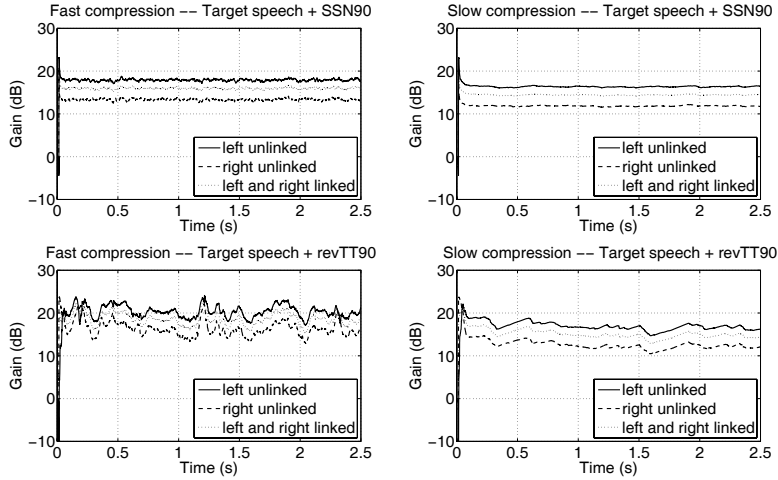 Fast compression −− Target speech + SSN90
Gain (dB)
30
20
10
0
−10
0
0.5
1
1.5
2
2.5
Time (s)
left unlinked
right unlinked
left and right linked
Slow compression −− Target speech + SSN90
Gain (dB)
30
20
10
0
−10
0
0.5
1
1.5
2
2.5
Time (s)
left unlinked
right unlinked
left and right linked
Fast compression −− Target speech + revTT90
Gain (dB)
30
20
10
0
−10
0
0.5
1
1.5
2
2.5
Time (s)
left unlinked
right unlinked
left and right linked
Slow compression −− Target speech + revTT90
Gain (dB)
30
20
10
0
−10
0
0.5
1
1.5
2
2.5
Time (s)
left unlinked
right unlinked
left and right linked